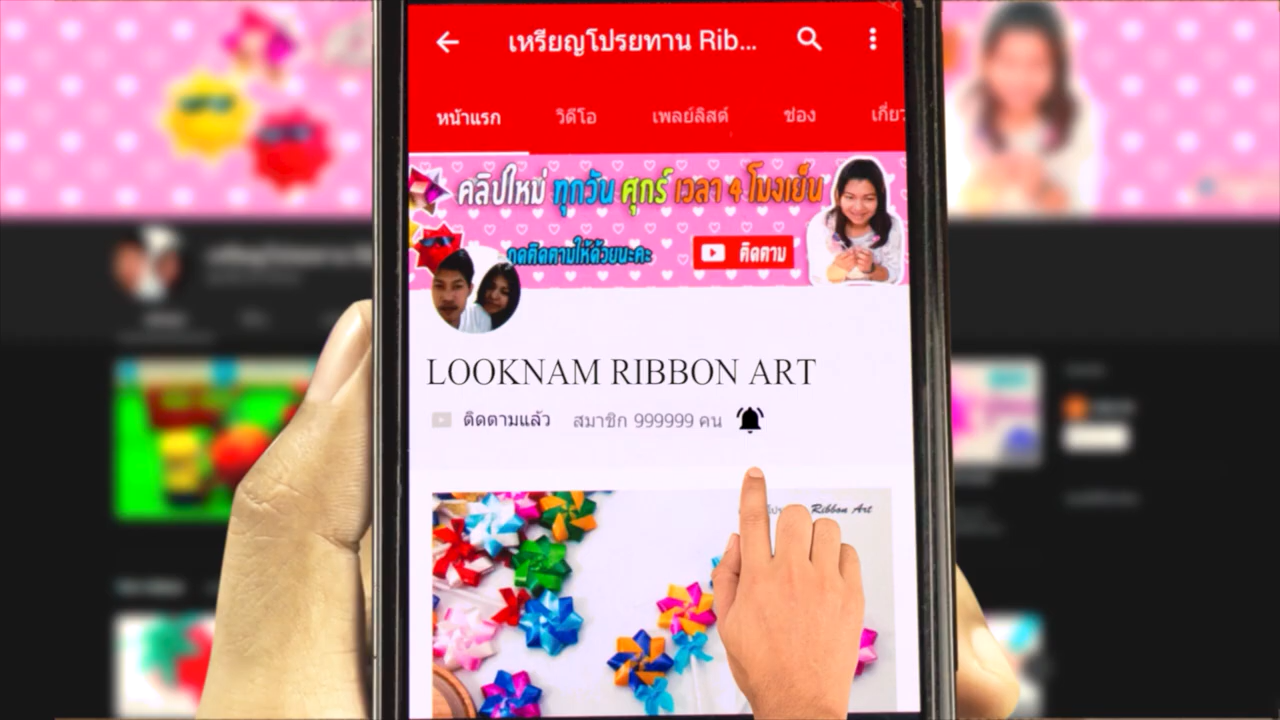 เหรียญโปรยทาน Rib...
หน้าแรก วิดีโอ เพลย์ลิสต์ ช่อง เกี่ยว
คลิปใหม่ ทุกวัน ศุกร์ เวลา 4 โมงเย็น
กดติดตามให้ด้วยนะคะ ติดตาม
LOOKNAM RIBBON ART
ติดตามแล้ว สมาชิก 999999 คน
Ribbon Art